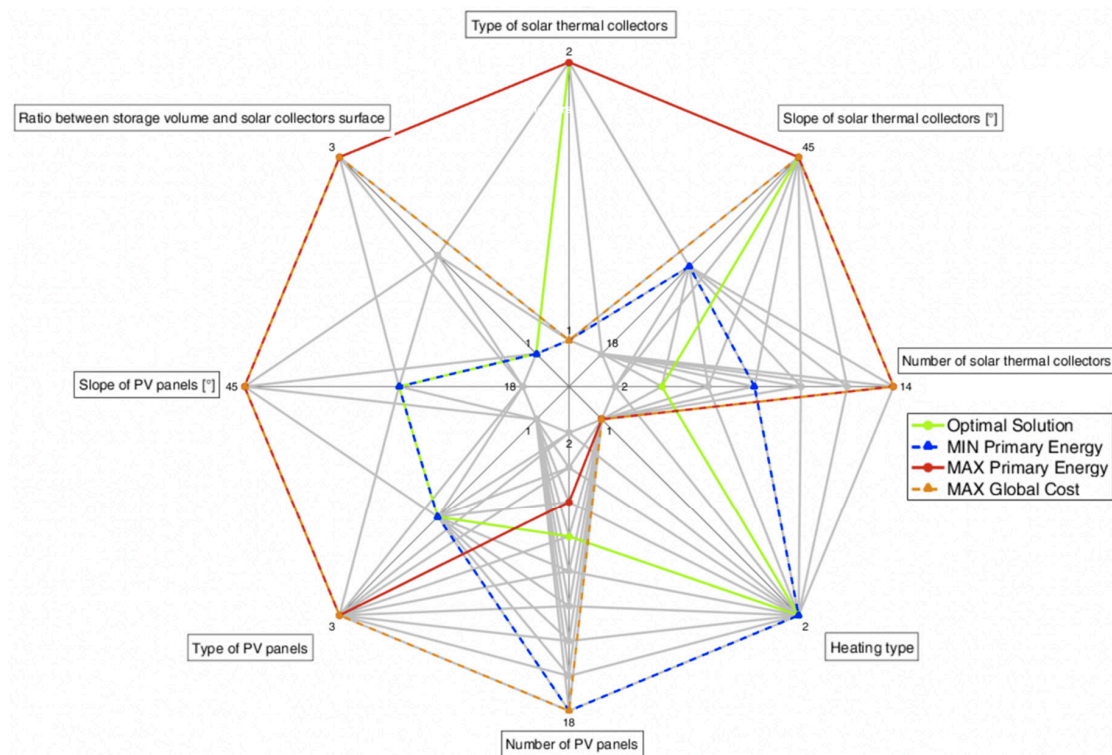 Type of solar thermal collectors
2
Ratio between storage volume and solar collectors surface
Slope of solar thermal collectors [°]
3
45
1
1
18
Number of solar thermal collectors
Slope of PV panels [°]
45
18
2
14
1
2
1
Optimal Solution
MIN Primary Energy
MAX Primary Energy
MAX Global Cost
3
2
Type of PV panels
Heating type
18
Number of PV panels